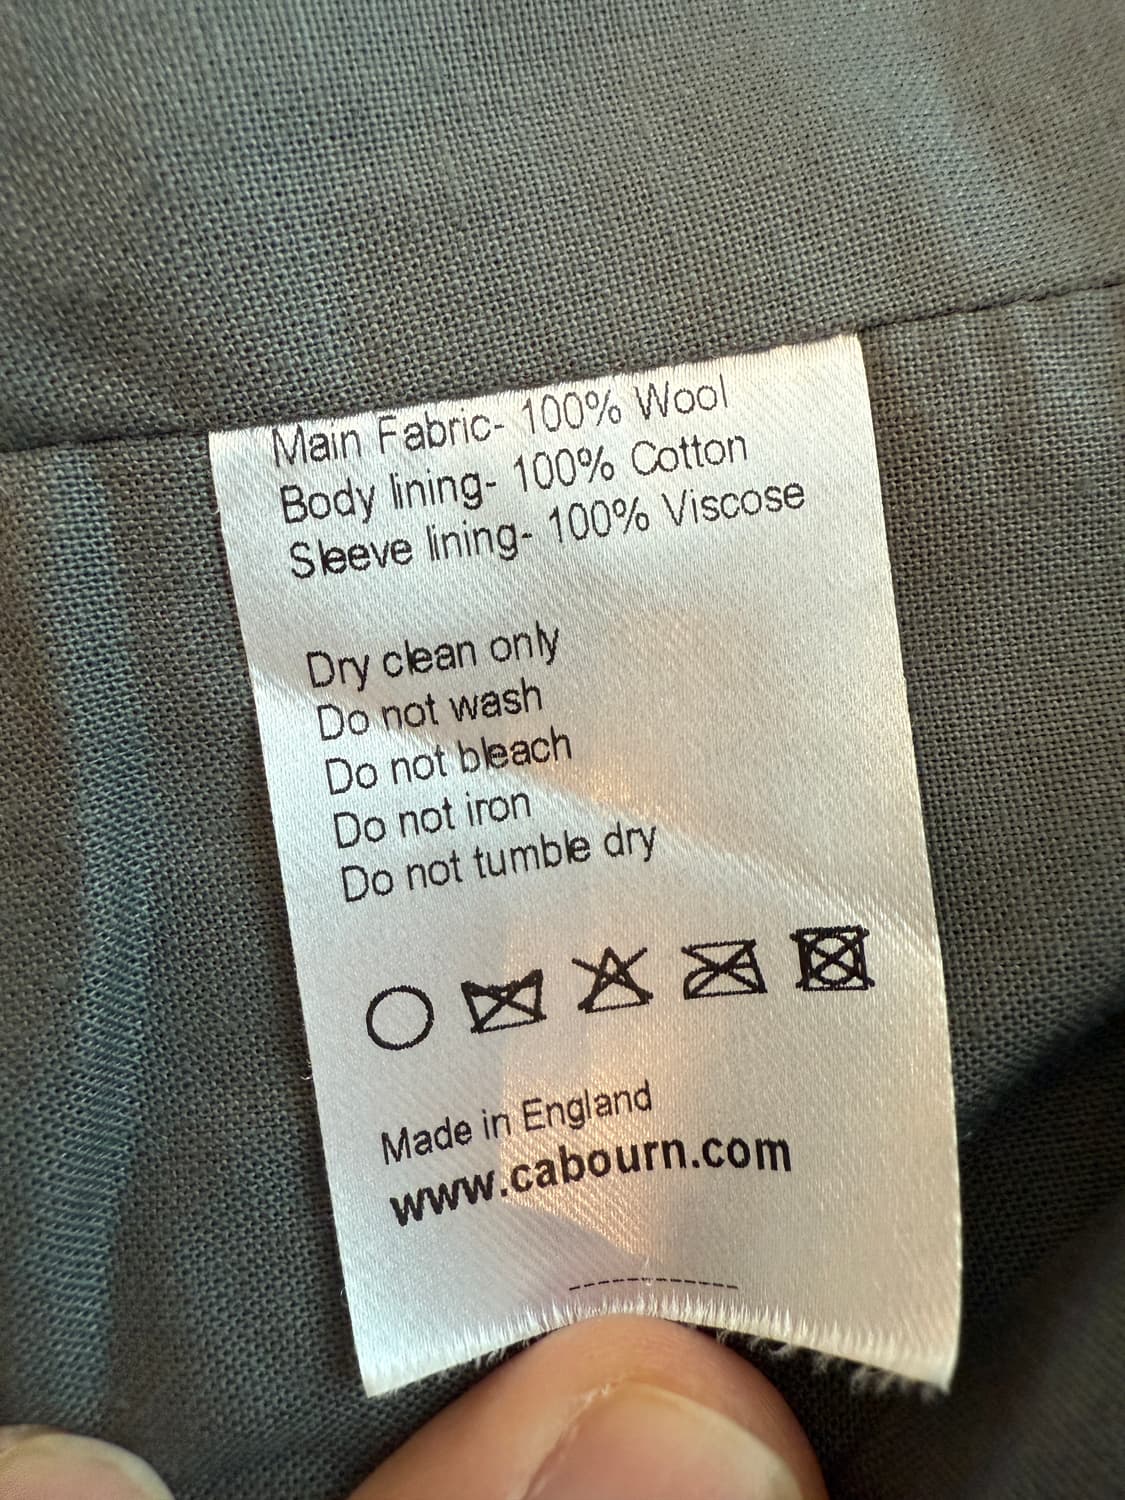 Main Fabric- 100% Wool
Body lining- 100% Cotton
Sleeve lining- 100% Viscose
Dry clean only
Do not wash
Do not bleach
Do not iron
Do not tumble dry
Made in England
www.cabourn.com